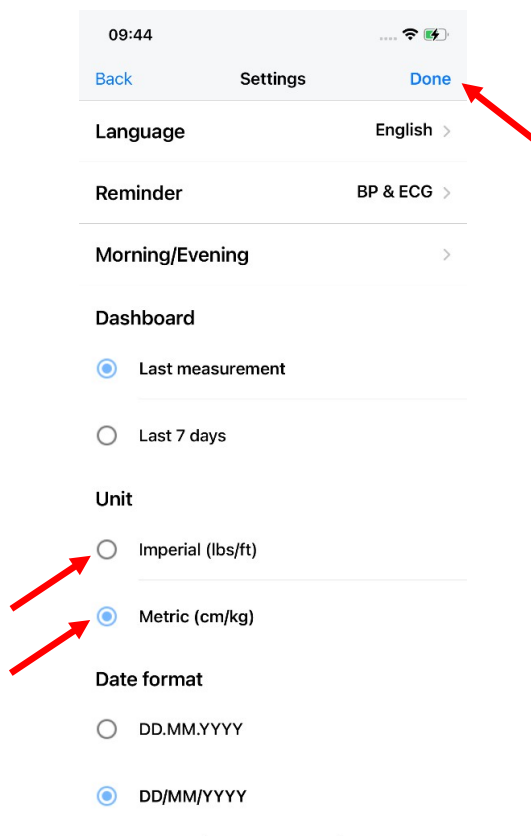 09:44
Back Settings Done
Language English
Reminder BP & ECG
Morning/Evening
Dashboard
Last measurement
Last 7 days
Unit
Imperial (lbs/ft)
Metric (cm/kg)
Date format
DD.MM.YYYY
DD/MM/YYYY